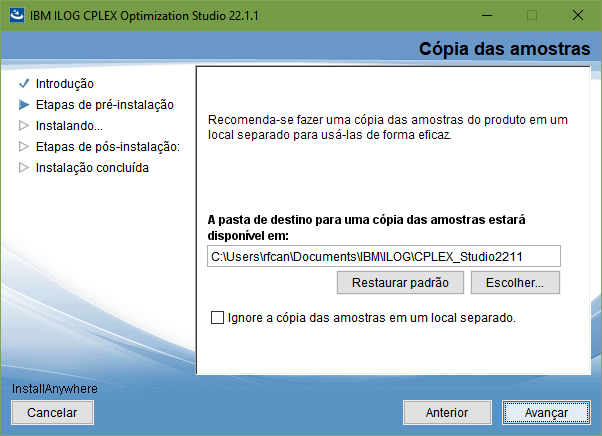 IBM ILOG CPLEX Optimization Studio 22.1.1
Cópia das amostras
Introdução
Etapas de pré-instalação
Instalando...
Etapas de pós-instalação:
Instalação concluída
Recomenda-se fazer uma cópia das amostras do produto em um
local separado para usá-las de forma eficaz.
A pasta de destino para uma cópia das amostras estará
disponível em:
C:\Users\rfcan\Documents\IBM\ILOG\CPLEX_Studio2211
Restaurar padrão
Escolher...
Ignore a cópia das amostras em um local separado.
InstallAnywhere
Cancelar
Anterior
Avançar